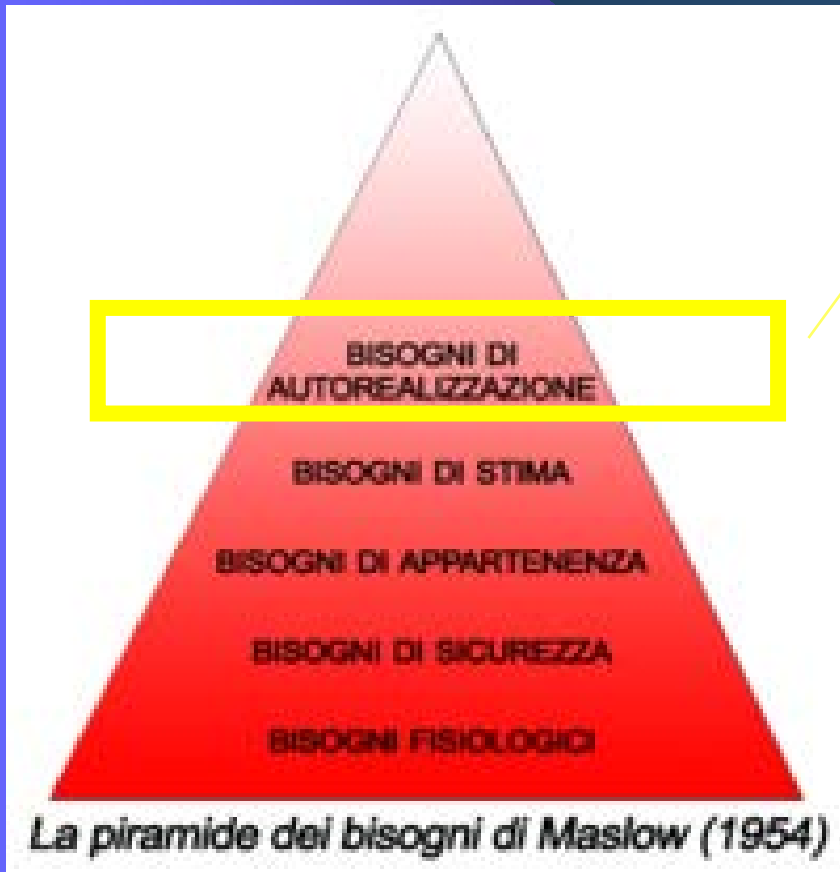 BISOGNI DI
AUTOREALIZZAZIONE
BISOGNI DI STIMA
BISOGNI DI APPARTENENZA
BISOGNI DI SICUREZZA
BISOGNI FISIOLOGICI
La piramide dei bisogni di Maslow (1954)